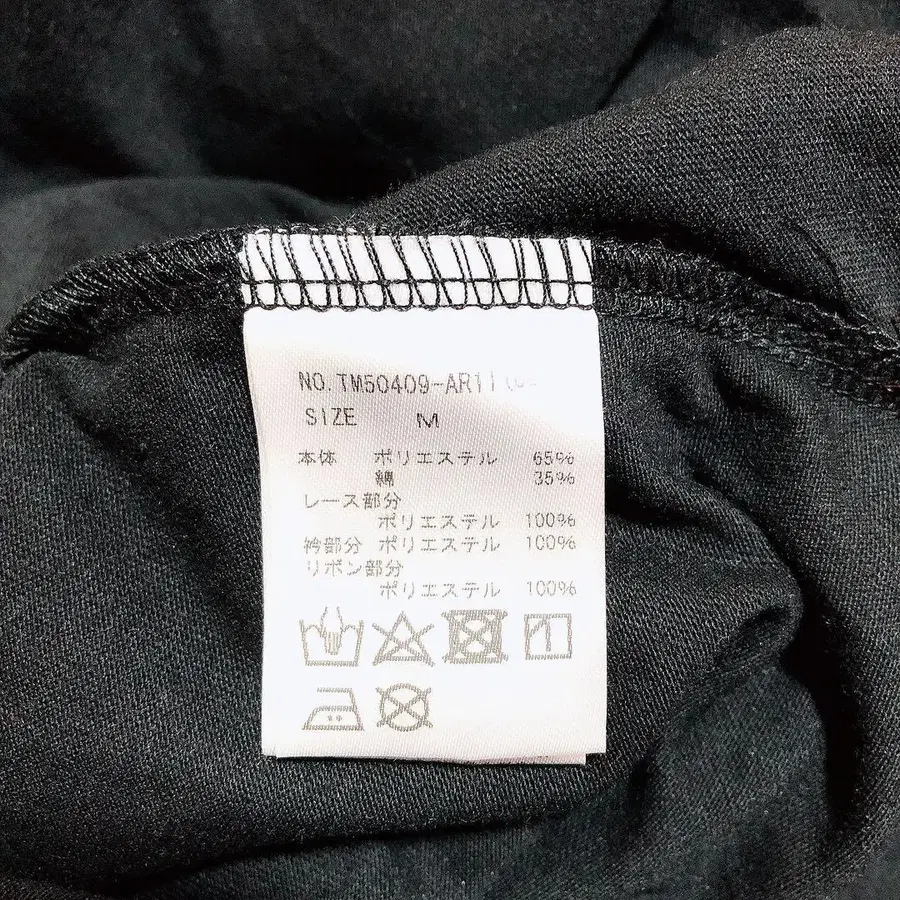 NO.TM50409-AR11
SIZE M
本体 ポリエステル 65%
綿 35%
レース部分
ポリエステル 100%
衿部分 ポリエステル 100%
リボン部分
ポリエステル 100%